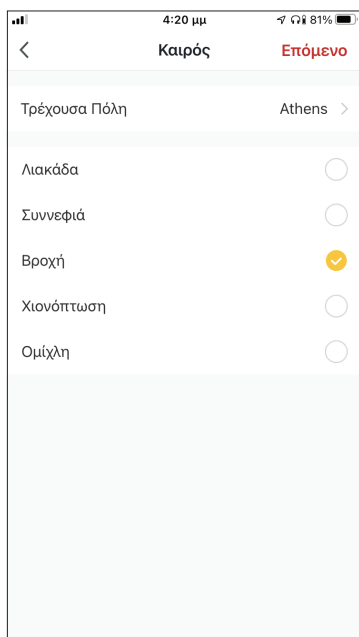 4:20 μμ 81%
Καιρός Επόμενο
Τρέχουσα Πόλη Athens
Λιακάδα
Συννεφιά
Βροχή
Χιονόπτωση
Ομίχλη